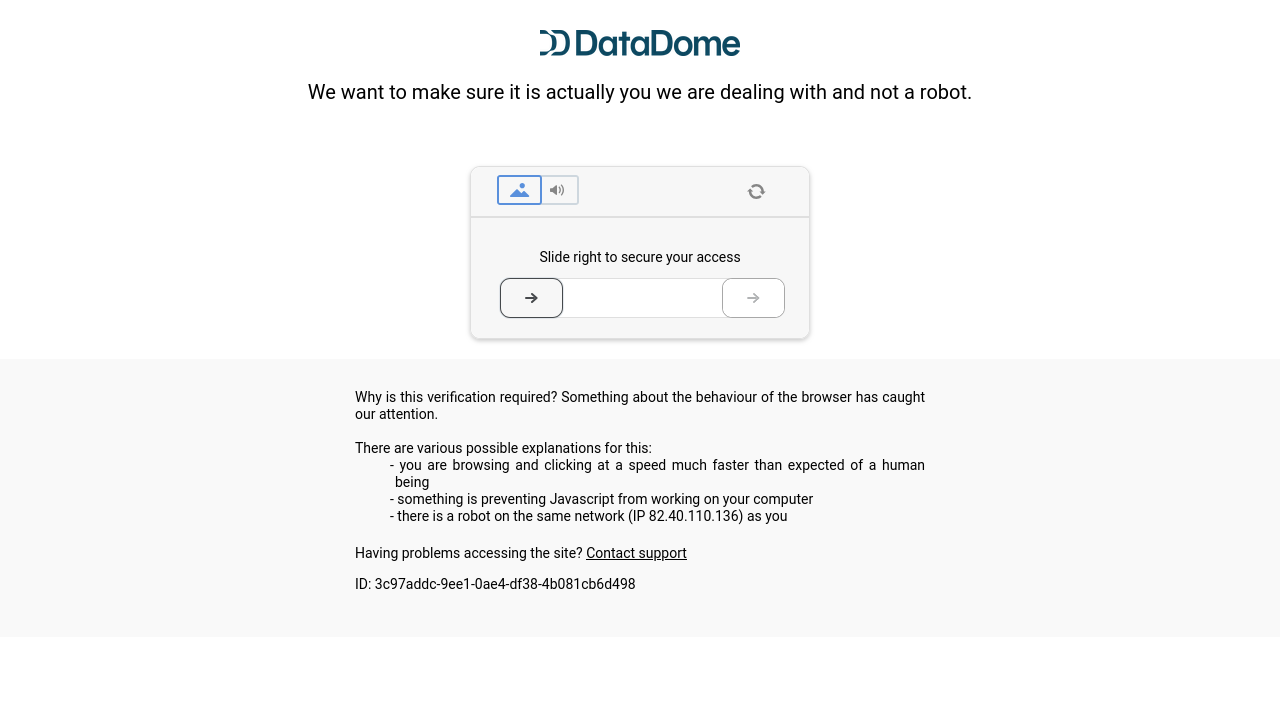 DataDome
We want to make sure it is actually you we are dealing with and not a robot.
Slide right to secure your access
Why is this verification required? Something about the behaviour of the browser has caught
our attention.
There are various possible explanations for this:
- you are browsing and clicking at a speed much faster than expected of a human
being
- something is preventing Javascript from working on your computer
- there is a robot on the same network (IP 82.40.110.136) as you
Having problems accessing the site? Contact support
ID: 3c97addc-9ee1-0ae4-df38-4b081cb6d498